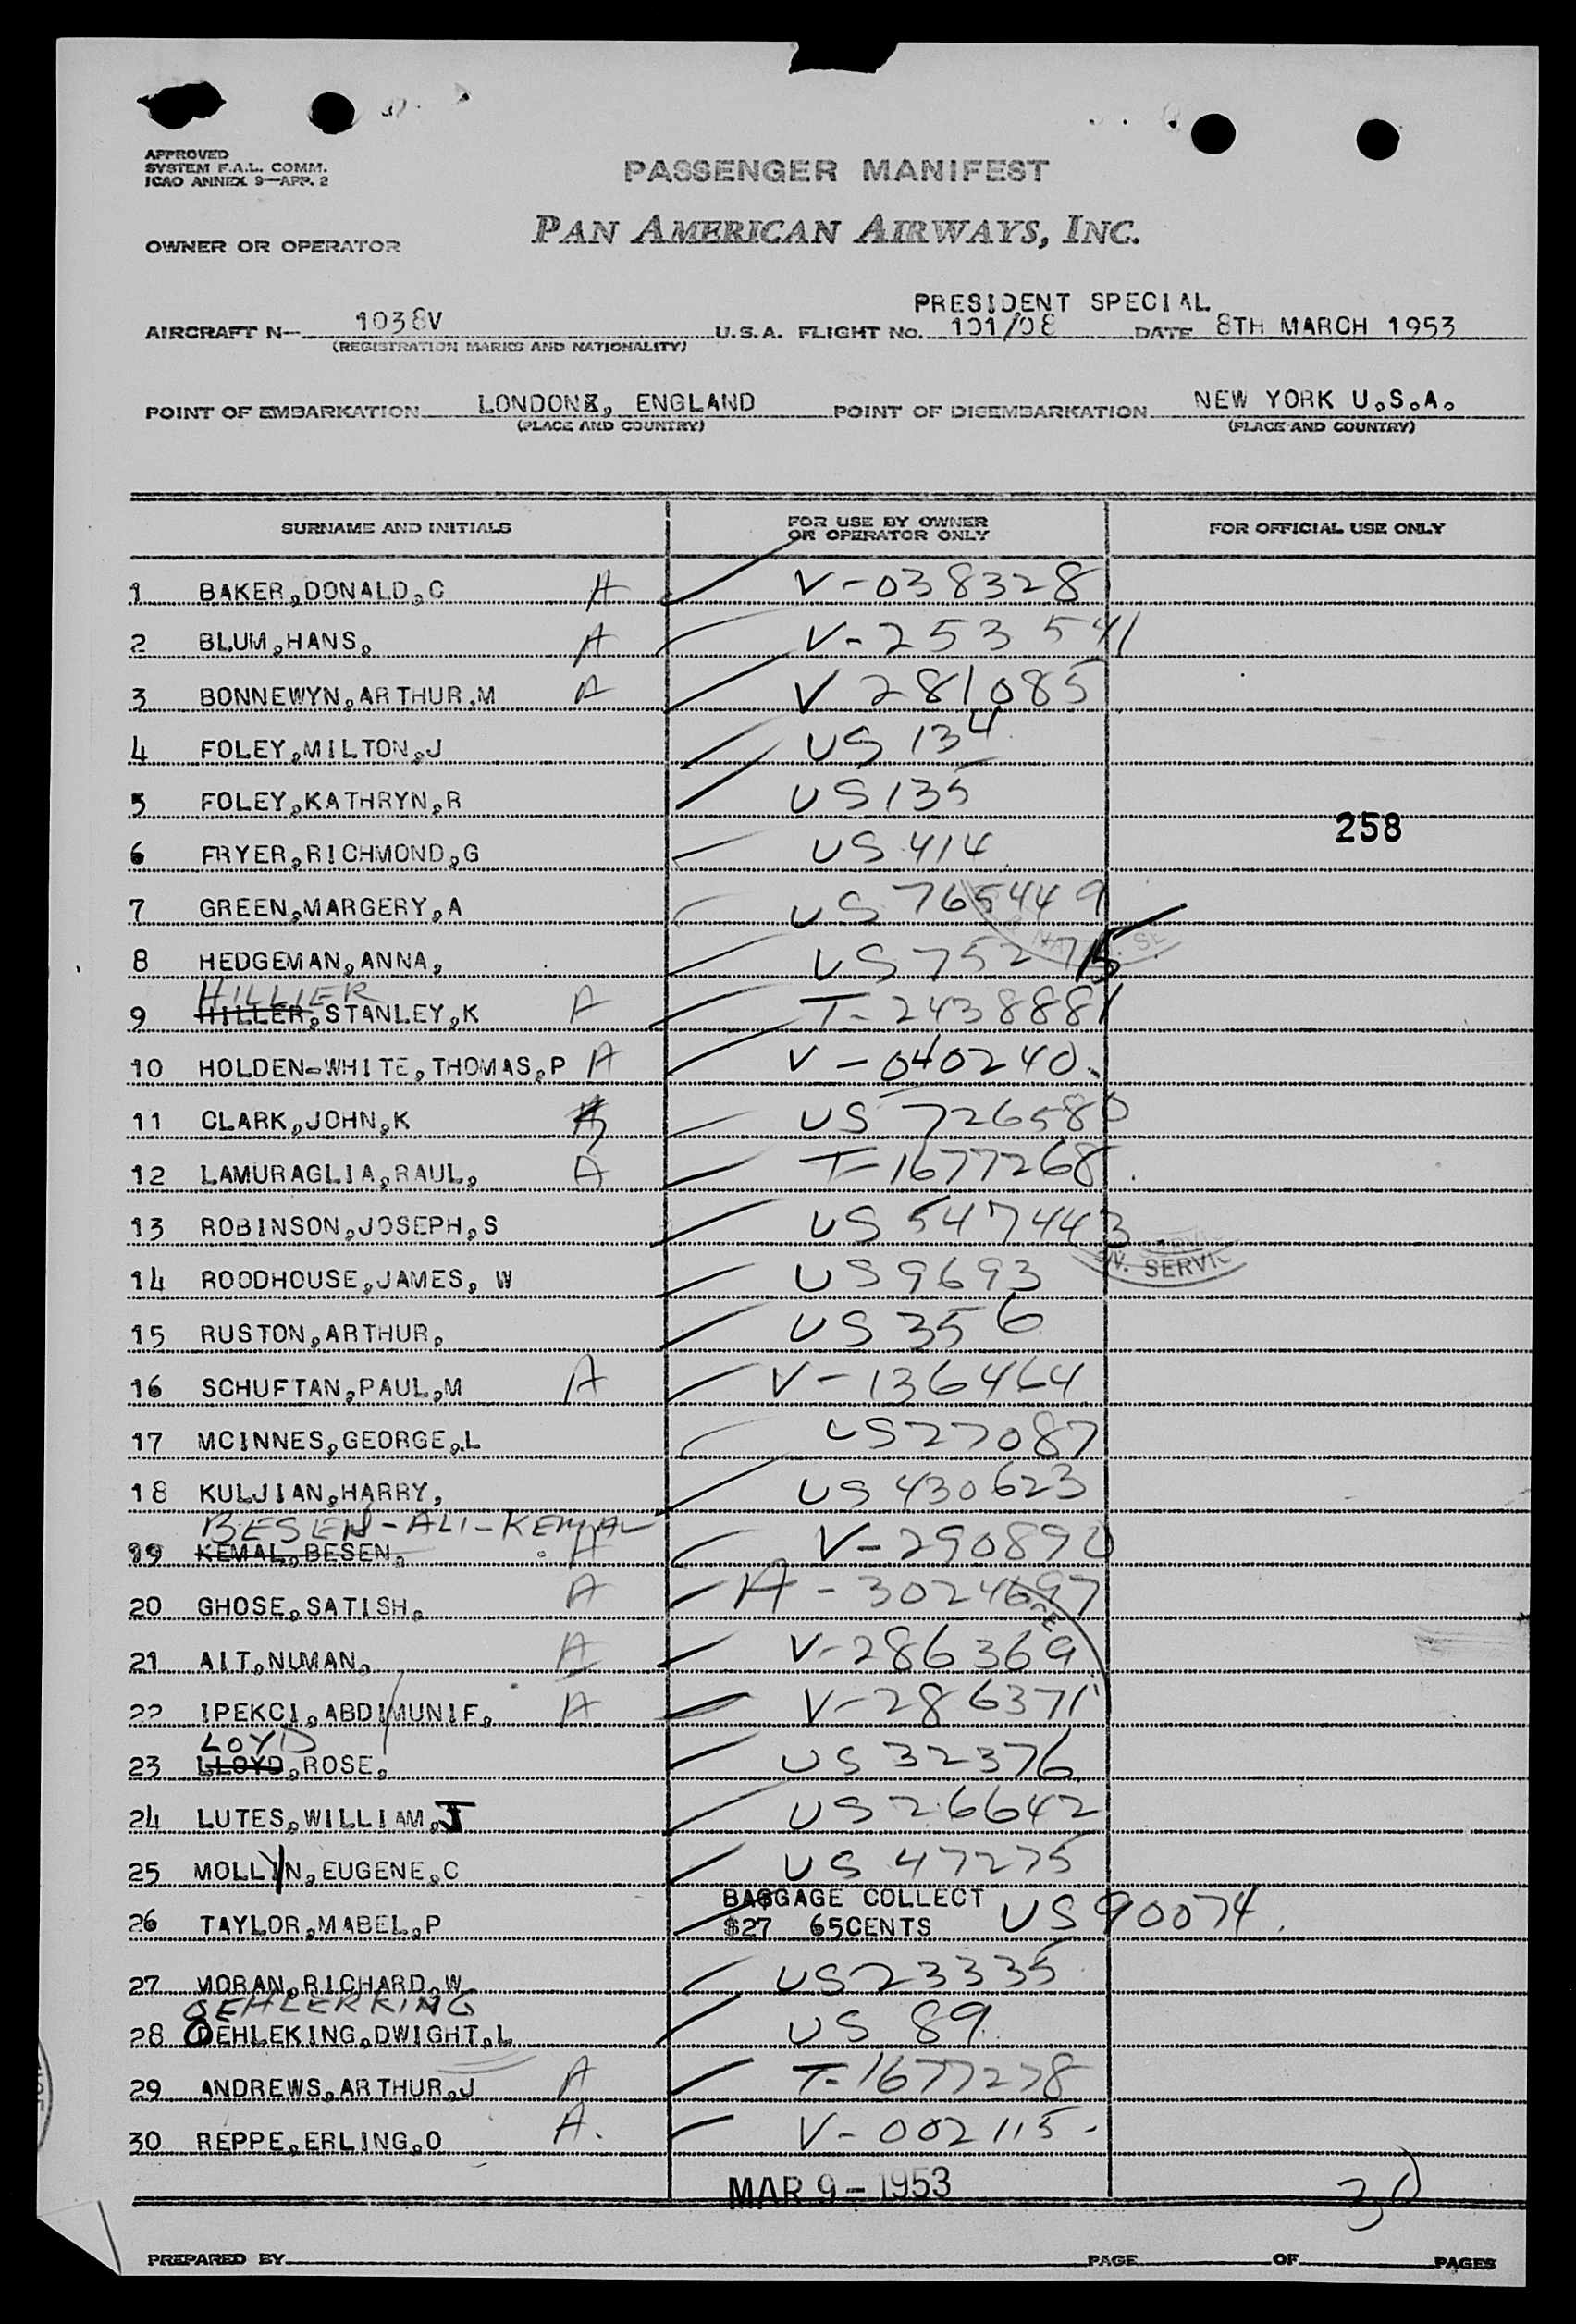 APPROVED
SYSTEM F.A.L. COMM.
ICAO ANNEX 9—APP. 2
PASSENGER MANIFEST
PAN AMERICAN AIRWAYS, INC.
OWNER OR OPERATOR
PRESIDENT SPECIAL
AIRCRAFT N— 1038V U.S.A. FLIGHT NO. 101/08 DATE 8TH MARCH 1953
(REGISTRATION MARKS AND NATIONALITY)
POINT OF EMBARKATION LONDON, ENGLAND POINT OF DISEMBARKATION NEW YORK U.S.A.
(PLACE AND COUNTRY) (PLACE AND COUNTRY)
SURNAME AND INITIALS FOR USE BY OWNER OR OPERATOR ONLY FOR OFFICIAL USE ONLY
1 BAKER,DONALD,C A V-038328
2 BLUM,HANS, A V-253541
3 BONNEWYN,ARTHUR.M A V 281085
4 FOLEY,MILTON,J US 134
5 FOLEY,KATHRYN,R US 135
258
6 FRYER,RICHMOND,G US 414
7 GREEN,MARGERY,A US 765449
8 HEDGEMAN,ANNA, US 752715
HILLIER
9 HILLER,STANLEY,K A T-2438881
10 HOLDEN-WHITE,THOMAS,P A V-040240
11 CLARK,JOHN,K A US 726580
12 LAMURAGLIA,RAUL, A T-1677268
13 ROBINSON,JOSEPH,S US 547443
14 ROODHOUSE,JAMES, W US 9693
SERVIC
15 RUSTON,ARTHUR, US 356
16 SCHUFTAN,PAUL,M A V-136464
17 MCINNES,GEORGE,L US 27087
18 KULJIAN,HARRY, US 430623
BESEN-ALI-KEMAL
19 KEMAL,BESEN, A V-290890
20 GHOSE,SATISH, A A-3024697
21 AIT,NUMAN, A V-286369
22 IPEKCI,ABDIMUNIF, A V-286371
LOYD
23 LLOYD,ROSE, US 32376
24 LUTES,WILLIAM,J US 26642
25 MOLLYN,EUGENE,C US 47275
BAGGAGE COLLECT
26 TAYLOR,MABEL,P $27 65CENTS US 90074
27 MORAN,RICHARD,W US 23335
OEHLERKING
28 OEHLEKING,DWIGHT,L US 89
29 ANDREWS,ARTHUR,J A T-1677278
30 REPPE,ERLING,O A. V-002115-
MAR 9-1953
30
PREPARED BY PAGE OF PAGES